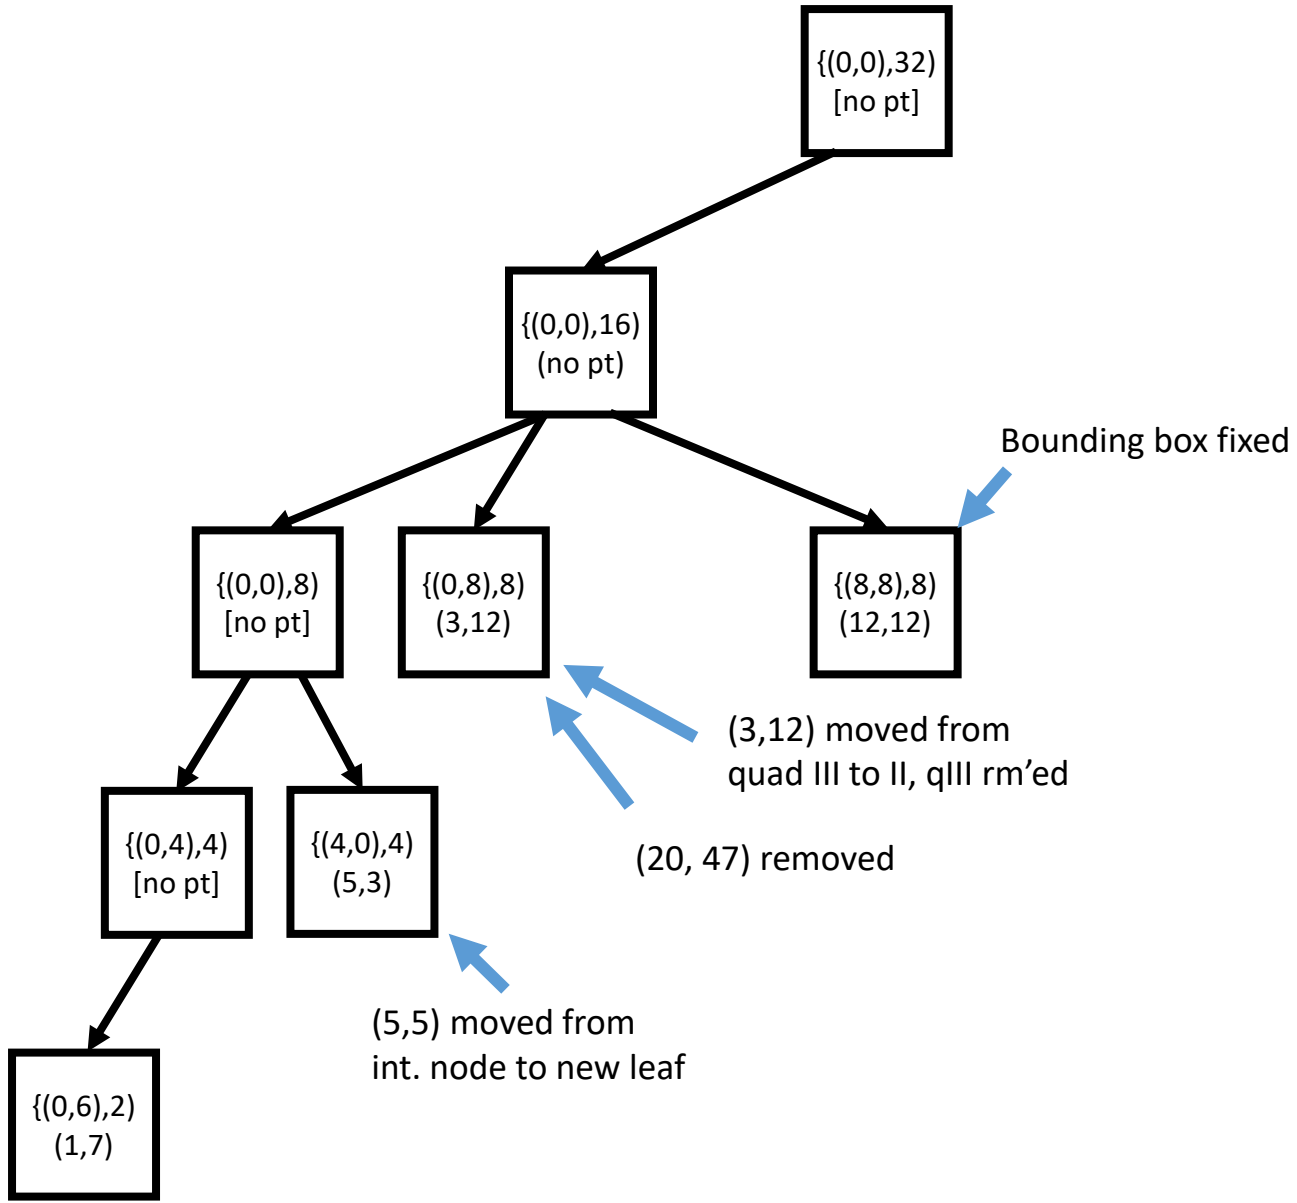 {(0,0),32)
[no pt]
{(0,0),16)
(no pt)
Bounding box fixed
{(0,0),8)
[no pt]
{(0,8),8)
(3,12)
{(8,8),8)
(12,12)
(3,12) moved from
quad III to II, qIII rm’ed
(20, 47) removed
{(0,4),4)
[no pt]
{(4,0),4)
(5,3)
(5,5) moved from
int. node to new leaf
{(0,6),2)
(1,7)